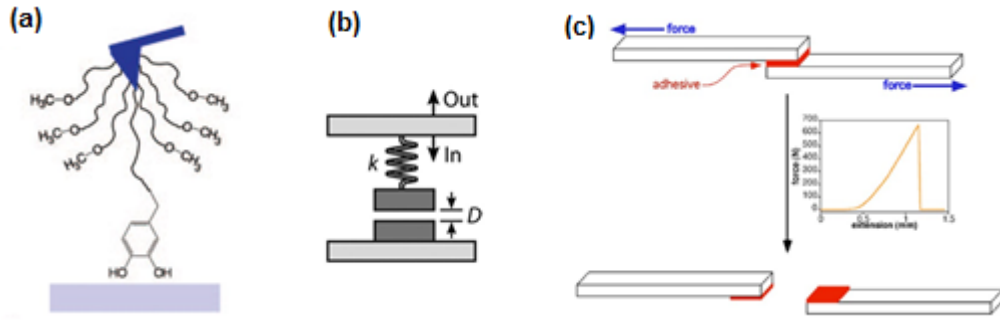 (a)
H₃C-O
O-CH₃
H₃C-O
O-CH₃
H₃C-O
O-CH₃
HO OH
(b)
Out
In
k
D
(c)
force
adhesive
force
force (N)
700
600
500
400
300
200
100
0
0 0.5 1 1.5
extension (mm)